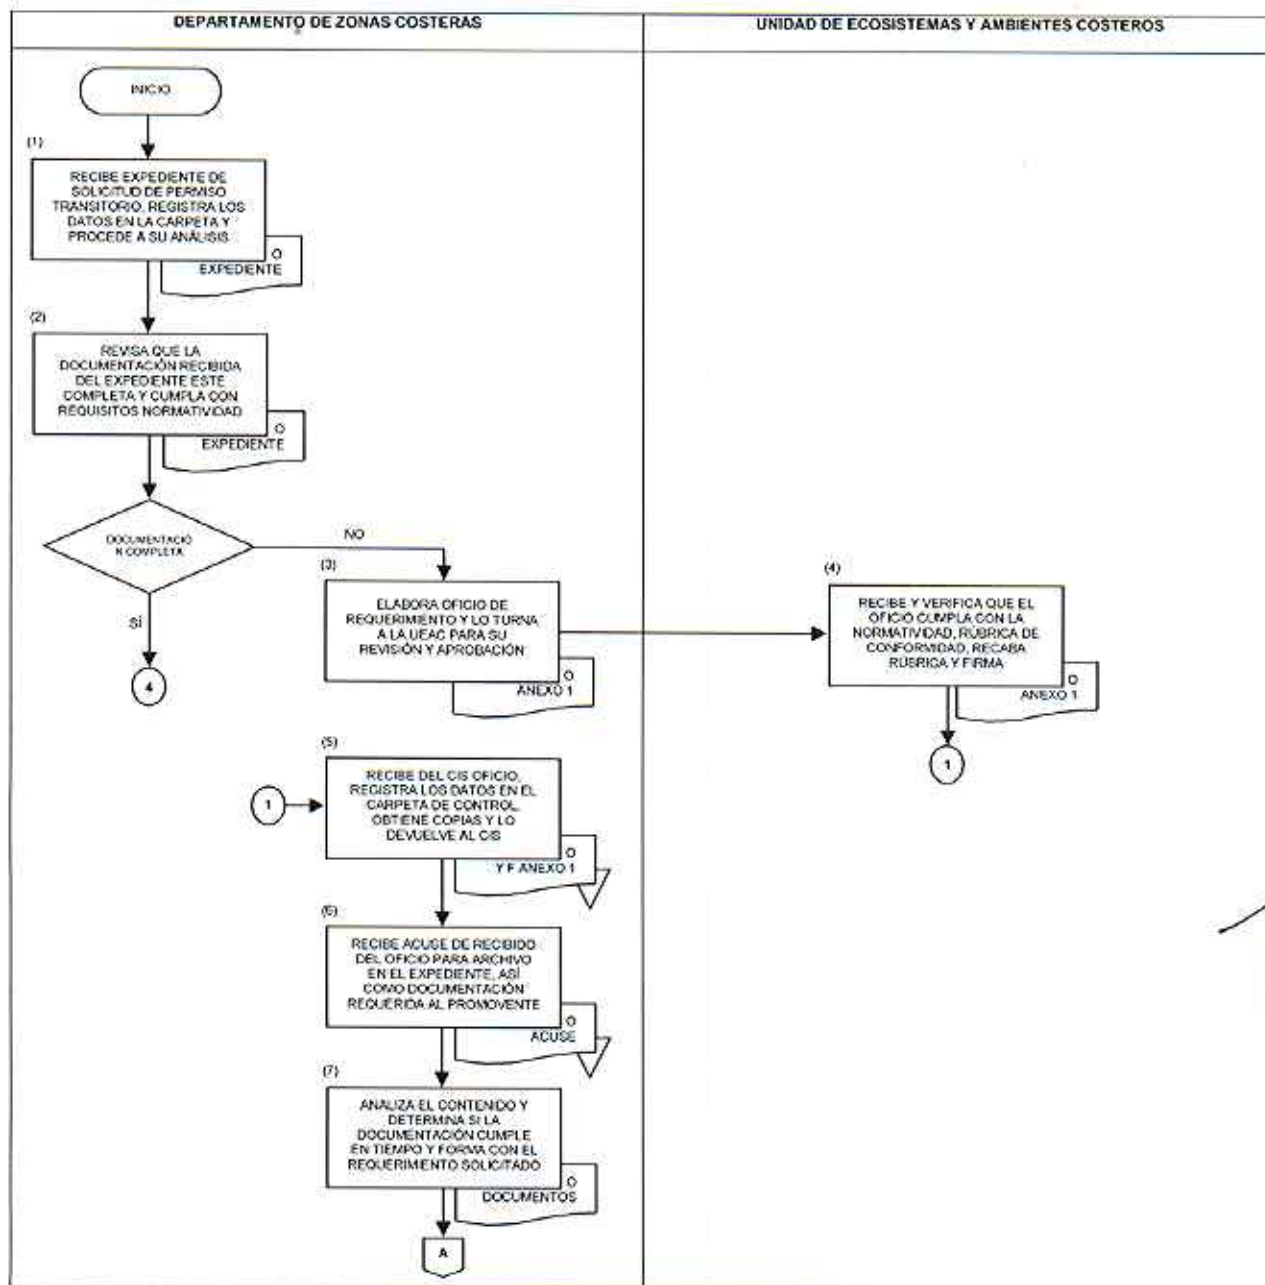 DEPARTAMENTO DE ZONAS COSTERAS
UNIDAD DE ECOSISTEMAS Y AMBIENTES COSTEROS
INICIO
(1)
RECIBE EXPEDIENTE DE
SOLICITUD DE PERMISO
TRANSITORIO, REGISTRA LOS
DATOS EN LA CARPETA Y
PROCEDE A SU ANÁLISIS
O
EXPEDIENTE
(2)
REVISA QUE LA
DOCUMENTACIÓN RECIBIDA
DEL EXPEDIENTE ESTE
COMPLETA Y CUMPLA CON
REQUISITOS NORMATIVIDAD
O
EXPEDIENTE
DOCUMENTACIÓ
N COMPLETA
NO
SÍ
4
(3)
ELABORA OFICIO DE
REQUERIMIENTO Y LO TURNA
A LA UEAC PARA SU
REVISIÓN Y APROBACIÓN
O
ANEXO 1
(4)
RECIBE Y VERIFICA QUE EL
OFICIO CUMPLA CON LA
NORMATIVIDAD, RÚBRICA DE
CONFORMIDAD, RECABA
RÚBRICA Y FIRMA
O
ANEXO 1
1
(5)
1
RECIBE DEL CIS OFICIO,
REGISTRA LOS DATOS EN EL
CARPETA DE CONTROL,
OBTIENE COPIAS Y LO
DEVUELVE AL CIS
O
Y F ANEXO 1
(6)
RECIBE ACUSE DE RECIBIDO
DEL OFICIO PARA ARCHIVO
EN EL EXPEDIENTE, ASÍ
COMO DOCUMENTACIÓN
REQUERIDA AL PROMOVENTE
O
ACUSE
(7)
ANALIZA EL CONTENIDO Y
DETERMINA SI LA
DOCUMENTACIÓN CUMPLE
EN TIEMPO Y FORMA CON EL
REQUERIMIENTO SOLICITADO
O
DOCUMENTOS
A